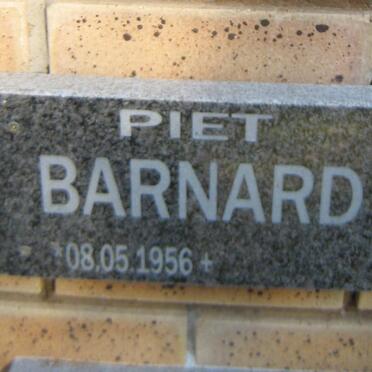 PIET
BARNARD
*08.05.1956 +